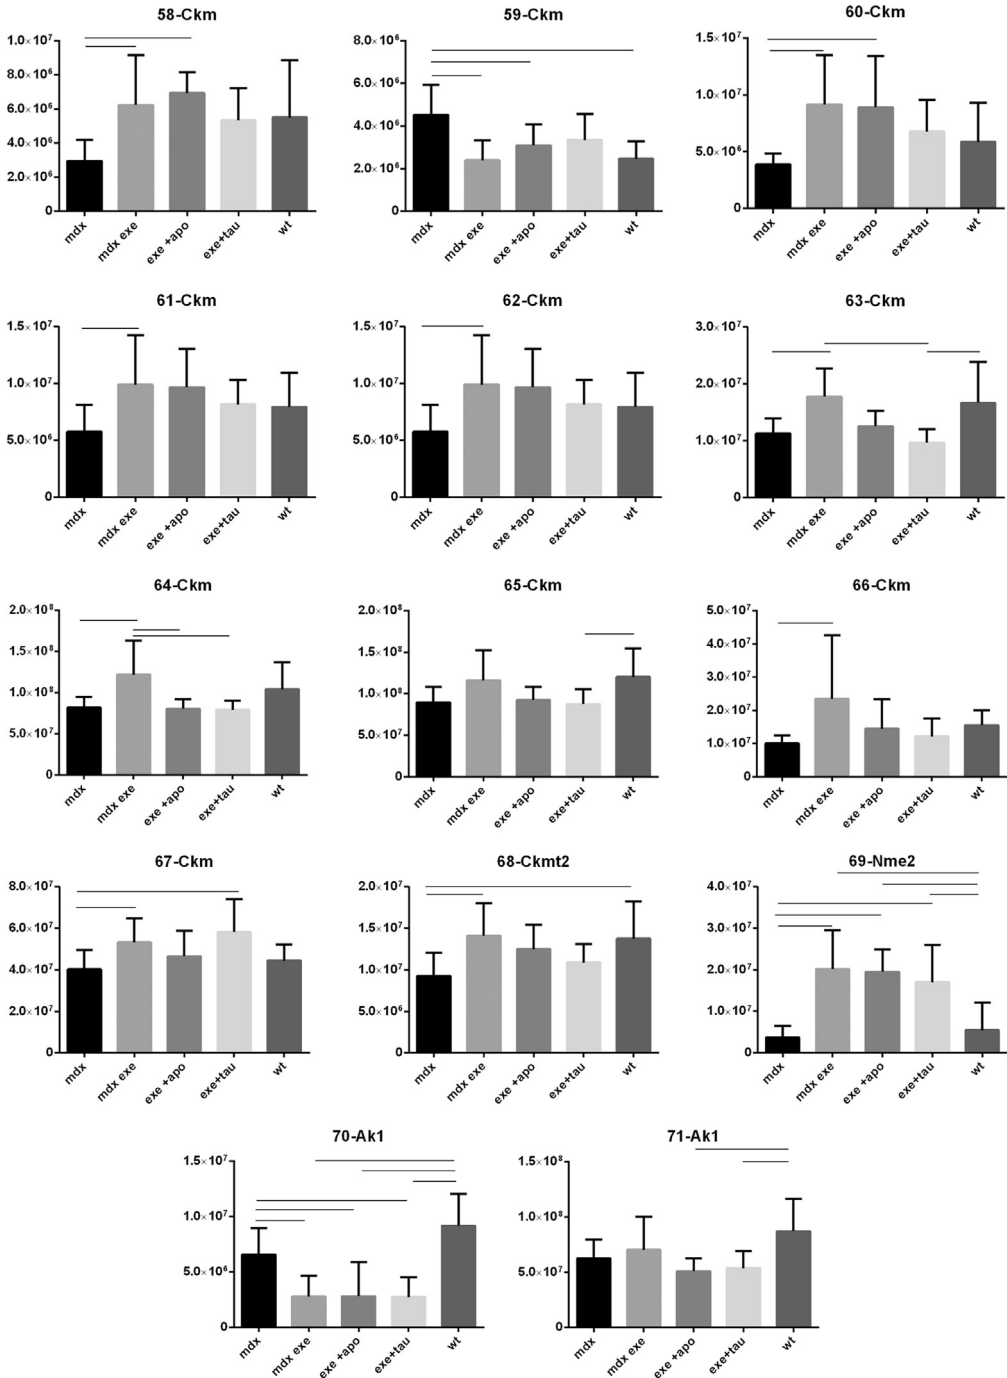 58-Ckm
1.0×10⁷
8.0×10⁶
6.0×10⁶
4.0×10⁶
2.0×10⁶
0
mdx
mdx exe
exe +apo
exe+tau
wt
59-Ckm
8.0×10⁶
6.0×10⁶
4.0×10⁶
2.0×10⁶
0
mdx
mdx exe
exe +apo
exe+tau
wt
60-Ckm
1.5×10⁷
1.0×10⁷
5.0×10⁶
0
mdx
mdx exe
exe +apo
exe+tau
wt
61-Ckm
1.5×10⁷
1.0×10⁷
5.0×10⁶
0
mdx
mdx exe
exe +apo
exe+tau
wt
62-Ckm
1.5×10⁷
1.0×10⁷
5.0×10⁶
0
mdx
mdx exe
exe +apo
exe+tau
wt
63-Ckm
3.0×10⁷
2.0×10⁷
1.0×10⁷
0
mdx
mdx exe
exe +apo
exe+tau
wt
64-Ckm
2.0×10⁸
1.5×10⁸
1.0×10⁸
5.0×10⁷
0
mdx
mdx exe
exe +apo
exe+tau
wt
65-Ckm
2.0×10⁸
1.5×10⁸
1.0×10⁸
5.0×10⁷
0
mdx
mdx exe
exe +apo
exe+tau
wt
66-Ckm
5.0×10⁷
4.0×10⁷
3.0×10⁷
2.0×10⁷
1.0×10⁷
0
mdx
mdx exe
exe +apo
exe+tau
wt
67-Ckm
8.0×10⁷
6.0×10⁷
4.0×10⁷
2.0×10⁷
0
mdx
mdx exe
exe +apo
exe+tau
wt
68-Ckmt2
2.0×10⁷
1.5×10⁷
1.0×10⁷
5.0×10⁶
0
mdx
mdx exe
exe +apo
exe+tau
wt
69-Nme2
4.0×10⁷
3.0×10⁷
2.0×10⁷
1.0×10⁷
0
mdx
mdx exe
exe +apo
exe+tau
wt
70-Ak1
1.5×10⁷
1.0×10⁷
5.0×10⁶
0
mdx
mdx exe
exe +apo
exe+tau
wt
71-Ak1
1.5×10⁸
1.0×10⁸
5.0×10⁷
0
mdx
mdx exe
exe +apo
exe+tau
wt